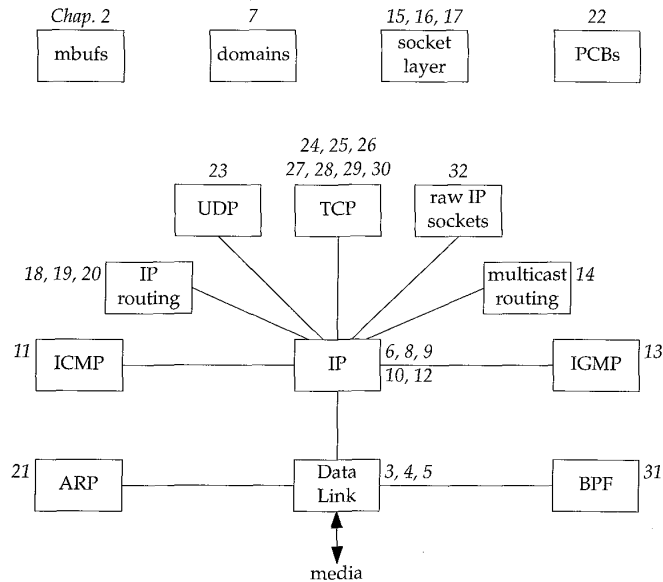 Chap. 2
7
15, 16, 17
22
mbufs
domains
socket
layer
PCBs
24, 25, 26
27, 28, 29, 30
23
32
UDP
TCP
raw IP
sockets
18, 19, 20
IP
routing
multicast
routing
14
11
ICMP
IP
6, 8, 9
10, 12
IGMP
13
21
ARP
Data
Link
3, 4, 5
BPF
31
media